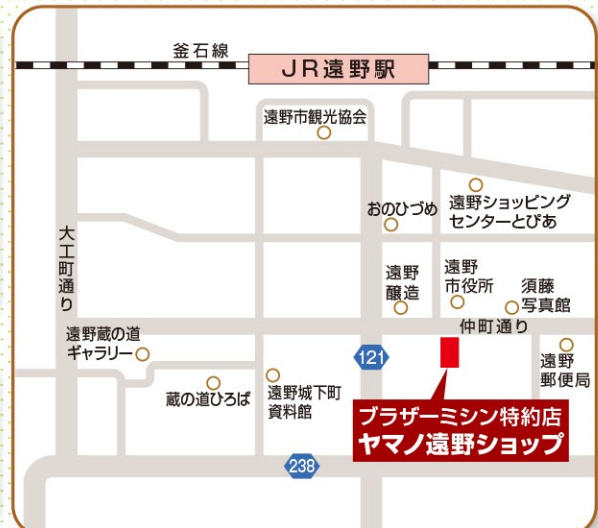 釜石線
JR遠野駅
遠野市観光協会
おのひづめ
遠野ショッピング
センターとぴあ
大工町通り
遠野
醸造
遠野
市役所
須藤
写真館
仲町通り
遠野蔵の道
ギャラリー
121
遠野
郵便局
蔵の道ひろば
遠野城下町
資料館
ブラザーミシン特約店
ヤマノ遠野ショップ
238